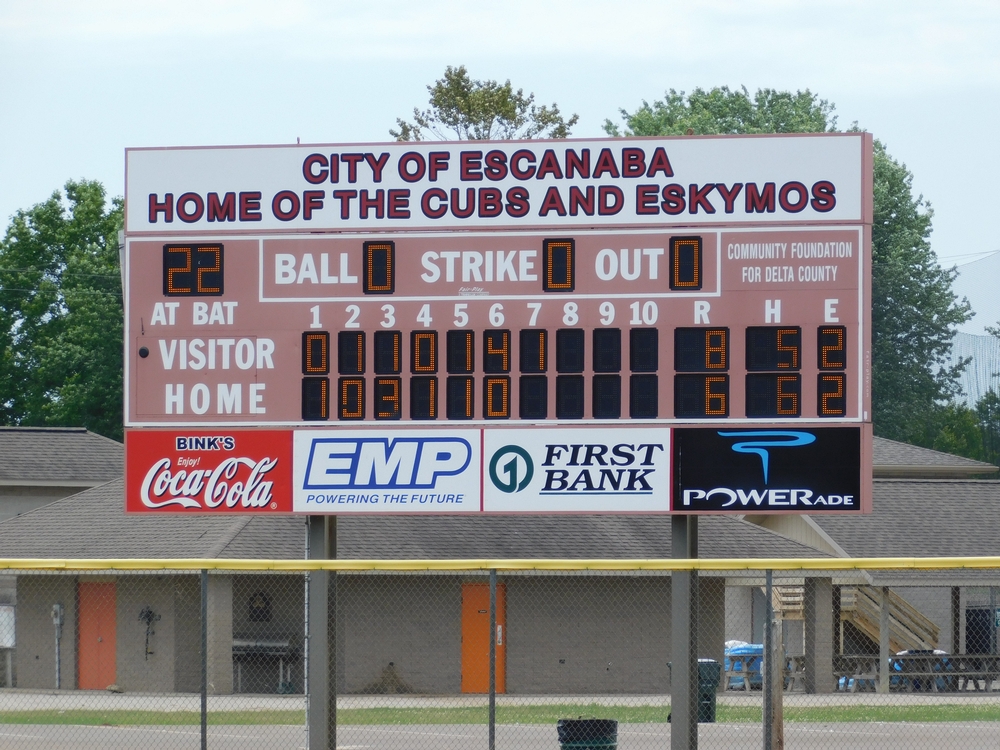 CITY OF ESCANABA
HOME OF THE CUBS AND ESKYMOS
22 BALL 0 STRIKE 0 OUT 0
COMMUNITY FOUNDATION
FOR DELTA COUNTY
Fair-Play
AT BAT 1 2 3 4 5 6 7 8 9 10 R H E
VISITOR 0 1 1 0 1 4 1 8 5 2
HOME 1 0 3 1 1 0 6 6 2
BINK'S
Enjoy!
Coca-Cola
EMP
POWERING THE FUTURE
1 FIRST
BANK
POWERADE